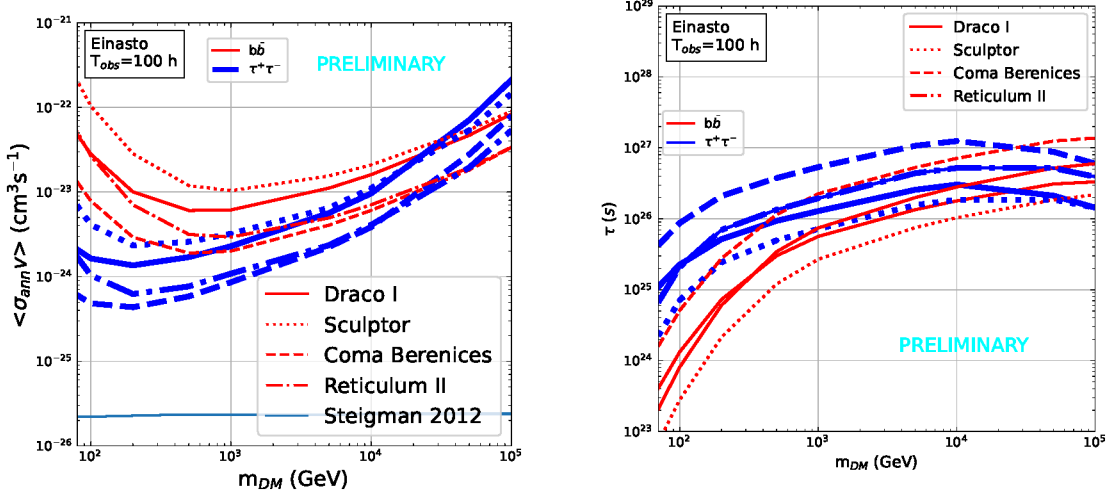 Einasto
T_obs=100 h
bb̄
τ⁺τ⁻
PRELIMINARY
10⁻²¹
10⁻²²
10⁻²³
10⁻²⁴
10⁻²⁵
10⁻²⁶
<σ_ann v> (cm³s⁻¹)
Draco I
Sculptor
Coma Berenices
Reticulum II
Steigman 2012
10² 10³ 10⁴ 10⁵
m_DM (GeV)
Einasto
T_obs=100 h
Draco I
Sculptor
Coma Berenices
Reticulum II
bb̄
τ⁺τ⁻
10²⁹
10²⁸
10²⁷
10²⁶
10²⁵
10²⁴
10²³
τ (s)
PRELIMINARY
10² 10³ 10⁴ 10⁵
m_DM (GeV)